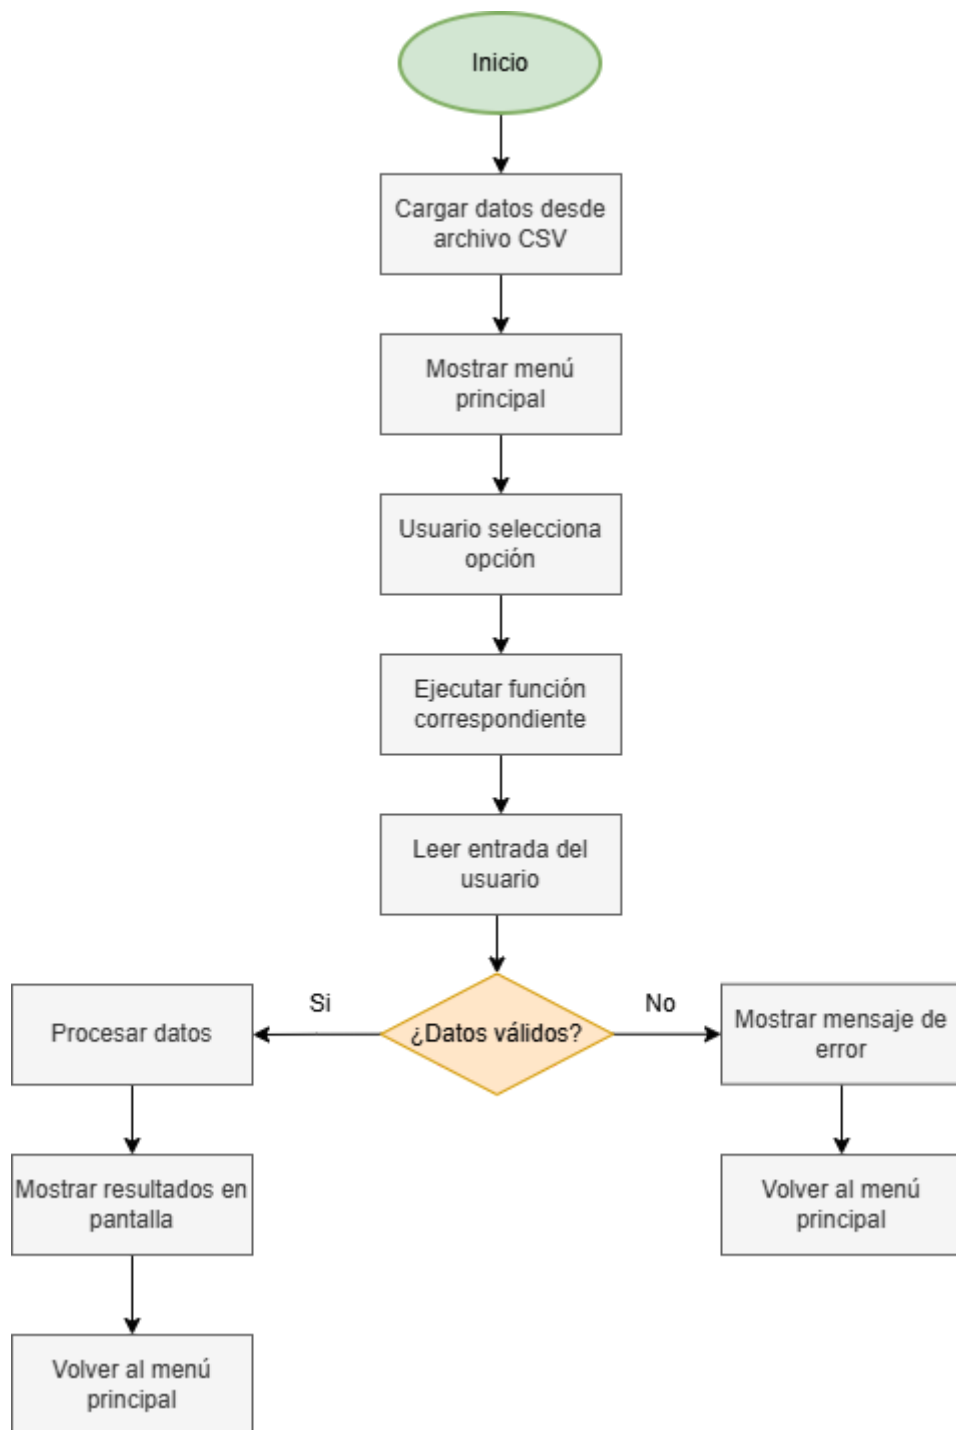 Inicio
Cargar datos desde
archivo CSV
Mostrar menú
principal
Usuario selecciona
opción
Ejecutar función
correspondiente
Leer entrada del
usuario
¿Datos válidos?
Si
No
Procesar datos
Mostrar mensaje de
error
Mostrar resultados en
pantalla
Volver al menú
principal
Volver al menú
principal